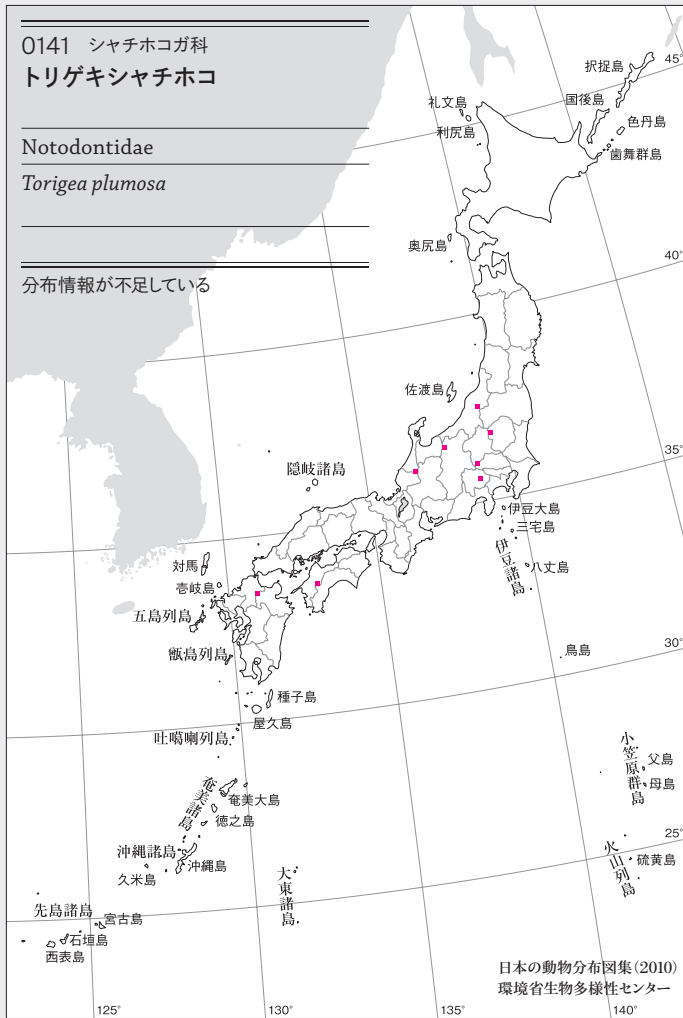 0141 シャチホコガ科
トリゲキシャチホコ
Notodontidae
Torigea plumosa
分布情報が不足している
45°
択捉島
国後島
礼文島
色丹島
利尻島
歯舞群島
奥尻島
40°
佐渡島
35°
隠岐諸島
伊豆大島
三宅島
伊豆諸島
八丈島
対馬
壱岐島
五島列島
甑島列島
鳥島
30°
種子島
屋久島
吐噶喇列島
小笠原群島
父島
母島
奄美諸島
奄美大島
徳之島
25°
沖縄諸島
沖縄島
久米島
火山列島
硫黄島
大東諸島
先島諸島
宮古島
石垣島
西表島
日本の動物分布図集(2010)
環境省生物多様性センター
125°
130°
135°
140°